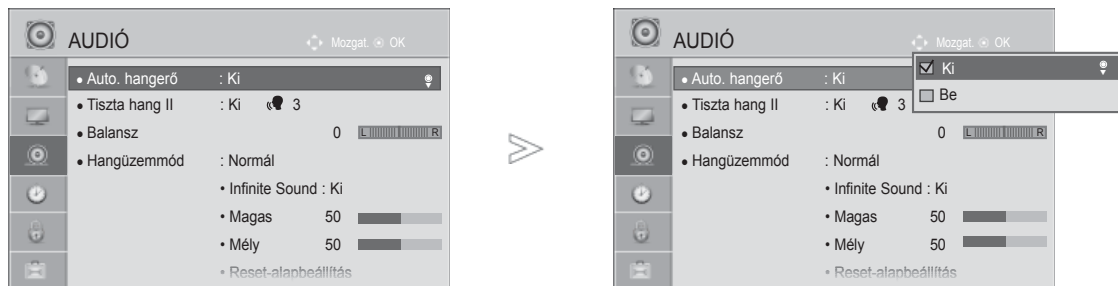 AUDIÓ
Mozgat. OK
• Auto. hangerő : Ki
• Tiszta hang II : Ki 3
• Balansz 0 L R
• Hangüzemmód : Normál
• Infinite Sound : Ki
• Magas 50
• Mély 50
• Reset-alapbeállítás
AUDIÓ
Mozgat. OK
• Auto. hangerő : Ki
Ki
Be
• Tiszta hang II : Ki 3
• Balansz 0 L R
• Hangüzemmód : Normál
• Infinite Sound : Ki
• Magas 50
• Mély 50
• Reset-alapbeállítás